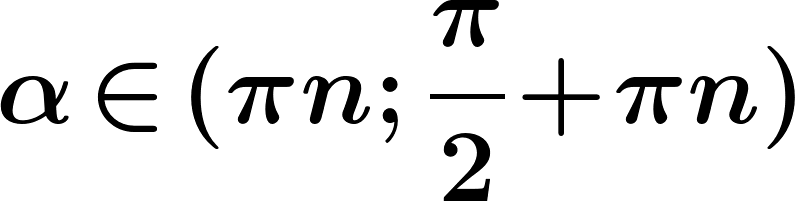 α ∈ (πn; π/2 + πn)